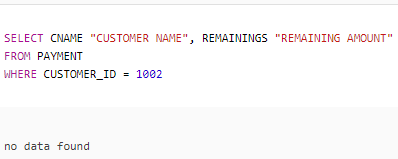 SELECT CNAME "CUSTOMER NAME", REMAININGS "REMAINING AMOUNT"
FROM PAYMENT
WHERE CUSTOMER_ID = 1002
no data found